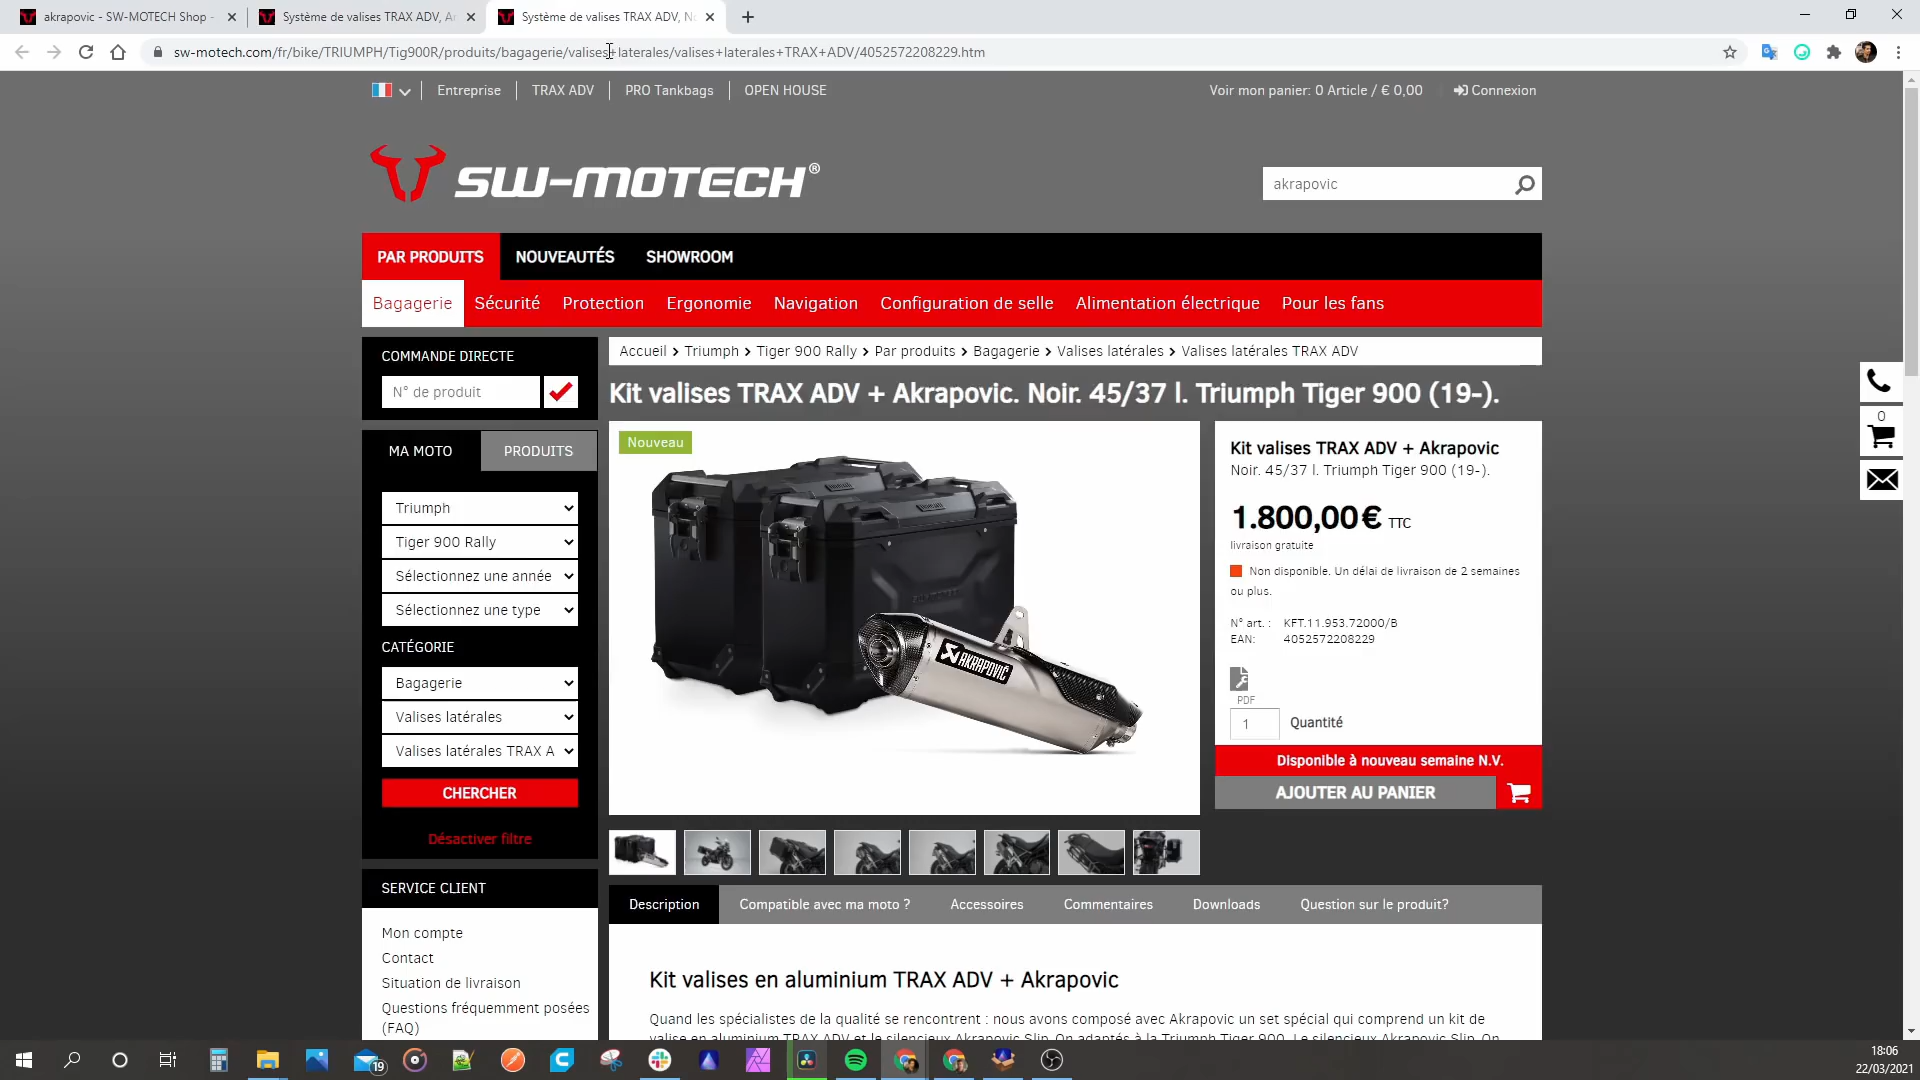 akrapovic - SW-MOTECH Shop -
Système de valises TRAX ADV, Ar
Système de valises TRAX ADV, No
sw-motech.com/fr/bike/TRIUMPH/Tig900R/produits/bagagerie/valises+laterales/valises+laterales+TRAX+ADV/4052572208229.htm
Entreprise
TRAX ADV
PRO Tankbags
OPEN HOUSE
Voir mon panier: 0 Article / € 0,00
Connexion
SW-MOTECH®
akrapovic
PAR PRODUITS
NOUVEAUTÉS
SHOWROOM
Bagagerie
Sécurité
Protection
Ergonomie
Navigation
Configuration de selle
Alimentation électrique
Pour les fans
COMMANDE DIRECTE
N° de produit
Accueil > Triumph > Tiger 900 Rally > Par produits > Bagagerie > Valises latérales > Valises latérales TRAX ADV
Kit valises TRAX ADV + Akrapovic. Noir. 45/37 l. Triumph Tiger 900 (19-).
MA MOTO
PRODUITS
Triumph
Tiger 900 Rally
Sélectionnez une année
Sélectionnez une type
CATÉGORIE
Bagagerie
Valises latérales
Valises latérales TRAX A
CHERCHER
Désactiver filtre
SERVICE CLIENT
Mon compte
Contact
Situation de livraison
Questions fréquemment posées
(FAQ)
Nouveau
AKRAPOVIČ
Kit valises TRAX ADV + Akrapovic
Noir. 45/37 l. Triumph Tiger 900 (19-).
1.800,00 € TTC
livraison gratuite
Non disponible. Un délai de livraison de 2 semaines
ou plus.
N° art. : KFT.11.953.72000/B
EAN: 4052572208229
PDF
1 Quantité
Disponible à nouveau semaine N.V.
AJOUTER AU PANIER
0
Description
Compatible avec ma moto ?
Accessoires
Commentaires
Downloads
Question sur le produit?
Kit valises en aluminium TRAX ADV + Akrapovic
Quand les spécialistes de la qualité se rencontrent : nous avons composé avec Akrapovic un set spécial qui comprend un kit de
valise en aluminium TRAX ADV et le silencieux Akrapovic Slip-On adaptés à la Triumph Tiger 900. Le silencieux Akrapovic Slip-On
19
18:06
22/03/2021